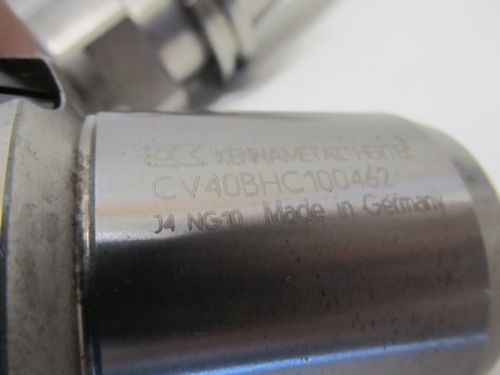 KENNAMETAL HERTEL
CV40BHC100462
J4 NG10 Made in Germany